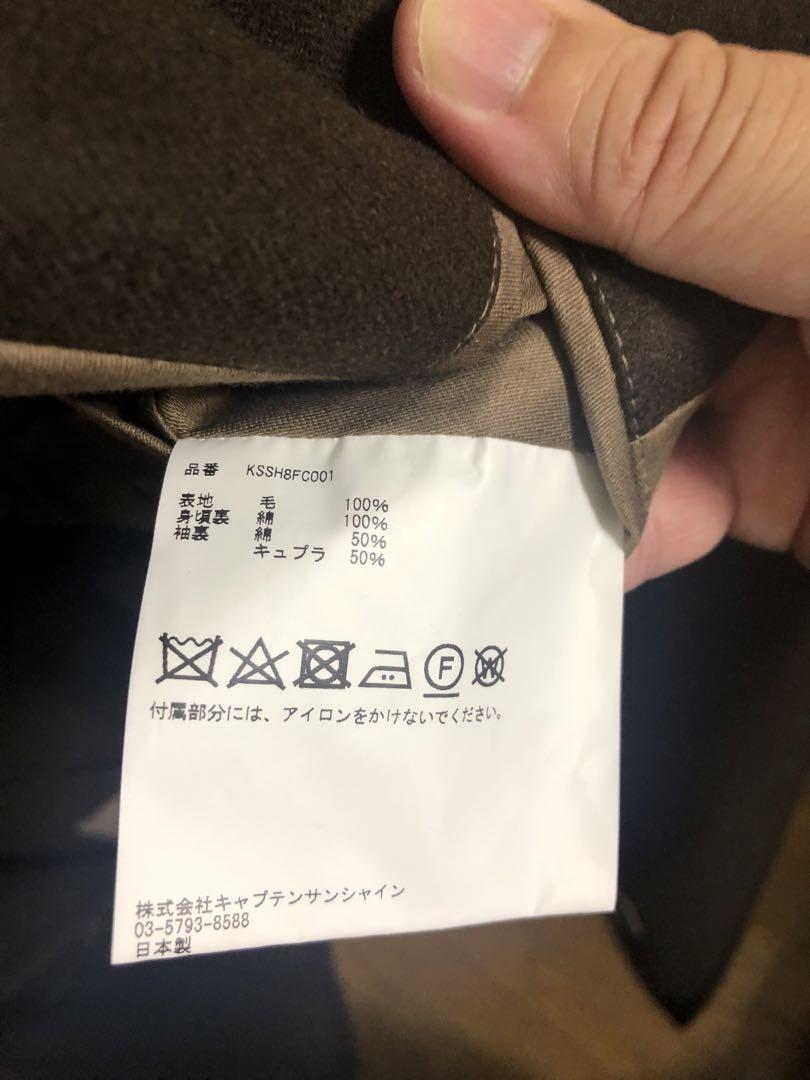 品番 KSSH8FC001
表地 毛 100%
身頃裏 綿 100%
袖裏 綿 50%
キュプラ 50%
F W
付属部分には、アイロンをかけないでください。
株式会社キャプテンサンシャイン
03-5793-8588
日本製